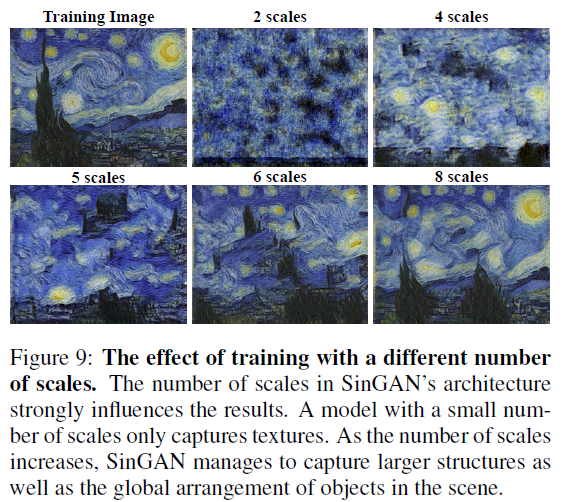 Training Image
2 scales
4 scales
5 scales
6 scales
8 scales
Figure 9: The effect of training with a different number
of scales. The number of scales in SinGAN's architecture
strongly influences the results. A model with a small num-
ber of scales only captures textures. As the number of scales
increases, SinGAN manages to capture larger structures as
well as the global arrangement of objects in the scene.